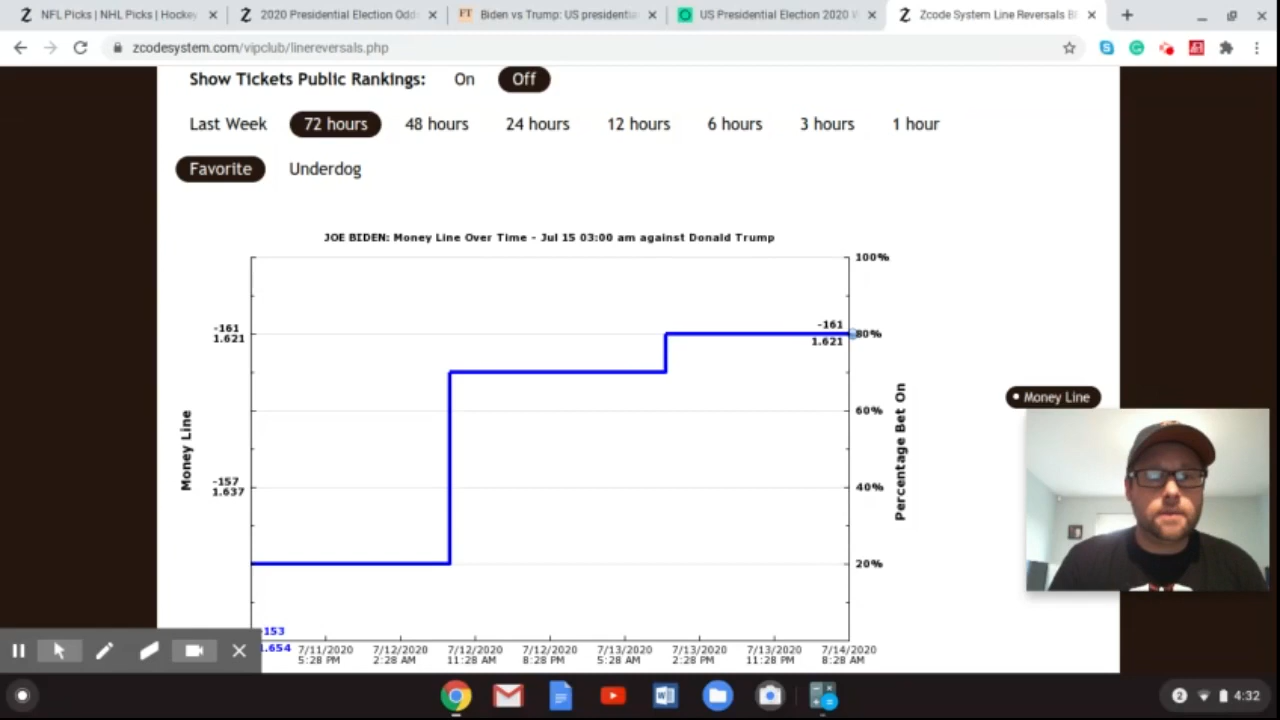 NFL Picks | NHL Picks | Hockey
2020 Presidential Election Odds
FT Biden vs Trump: US presidentia
US Presidential Election 2020 W
Zcode System Line Reversals B
zcodesystem.com/vipclub/linereversals.php
Show Tickets Public Rankings: On Off
Last Week 72 hours 48 hours 24 hours 12 hours 6 hours 3 hours 1 hour
Favorite Underdog
JOE BIDEN: Money Line Over Time - Jul 15 03:00 am against Donald Trump
100%
-161
1.621
-161
1.621
80%
60%
-157
1.637
40%
20%
Money Line
Percentage Bet On
Money Line
-153
1.654
7/11/2020
5:28 PM
7/12/2020
2:28 AM
7/12/2020
11:28 AM
7/12/2020
8:28 PM
7/13/2020
5:28 AM
7/13/2020
2:28 PM
7/13/2020
11:28 PM
7/14/2020
8:28 AM
2
4:32